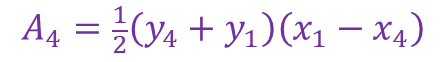 A₄ = ½(y₄ + y₁)(x₁ − x₄)